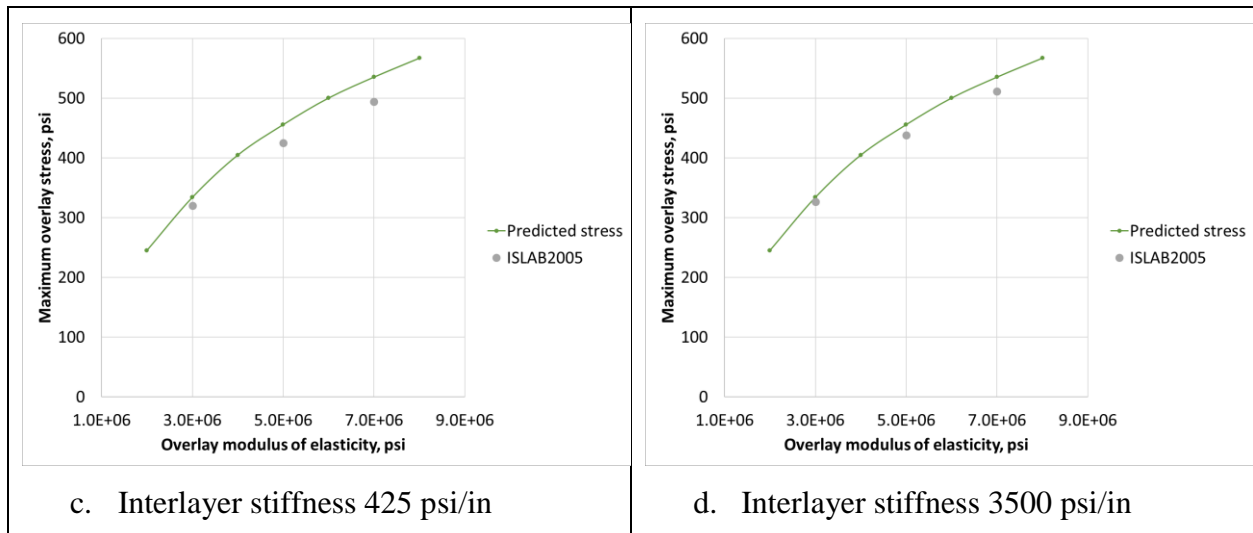 600
500
400
300
200
100
0
Maximum overlay stress, psi
1.0E+06 3.0E+06 5.0E+06 7.0E+06 9.0E+06
Overlay modulus of elasticity, psi
Predicted stress
ISLAB2005
c. Interlayer stiffness 425 psi/in
600
500
400
300
200
100
0
Maximum overlay stress, psi
1.0E+06 3.0E+06 5.0E+06 7.0E+06 9.0E+06
Overlay modulus of elasticity, psi
Predicted stress
ISLAB2005
d. Interlayer stiffness 3500 psi/in